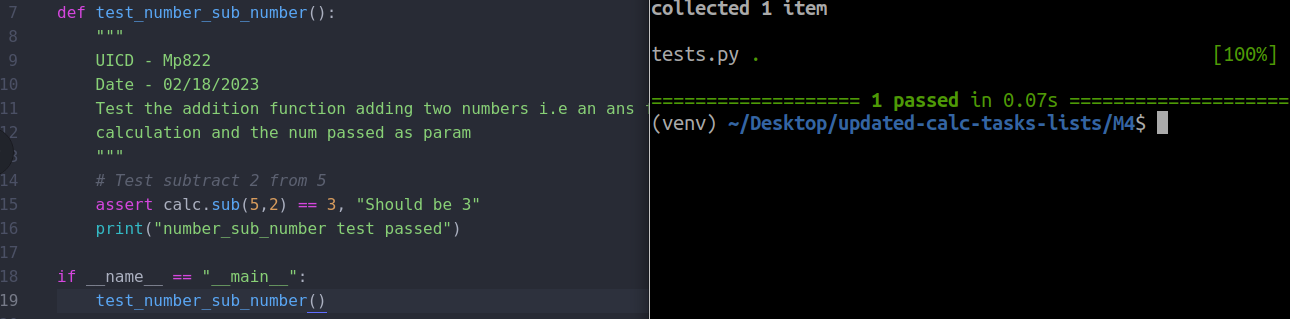 7 def test_number_sub_number():
8 """
9 UICD - Mp822
10 Date - 02/18/2023
11 Test the addition function adding two numbers i.e an ans
12 calculation and the num passed as param
"""
14 # Test subtract 2 from 5
15 assert calc.sub(5,2) == 3, "Should be 3"
16 print("number_sub_number test passed")
17
18 if __name__ == "__main__":
19 test_number_sub_number()
collected 1 item
tests.py . [100%]
=================== 1 passed in 0.07s ====================
(venv) ~/Desktop/updated-calc-tasks-lists/M4$